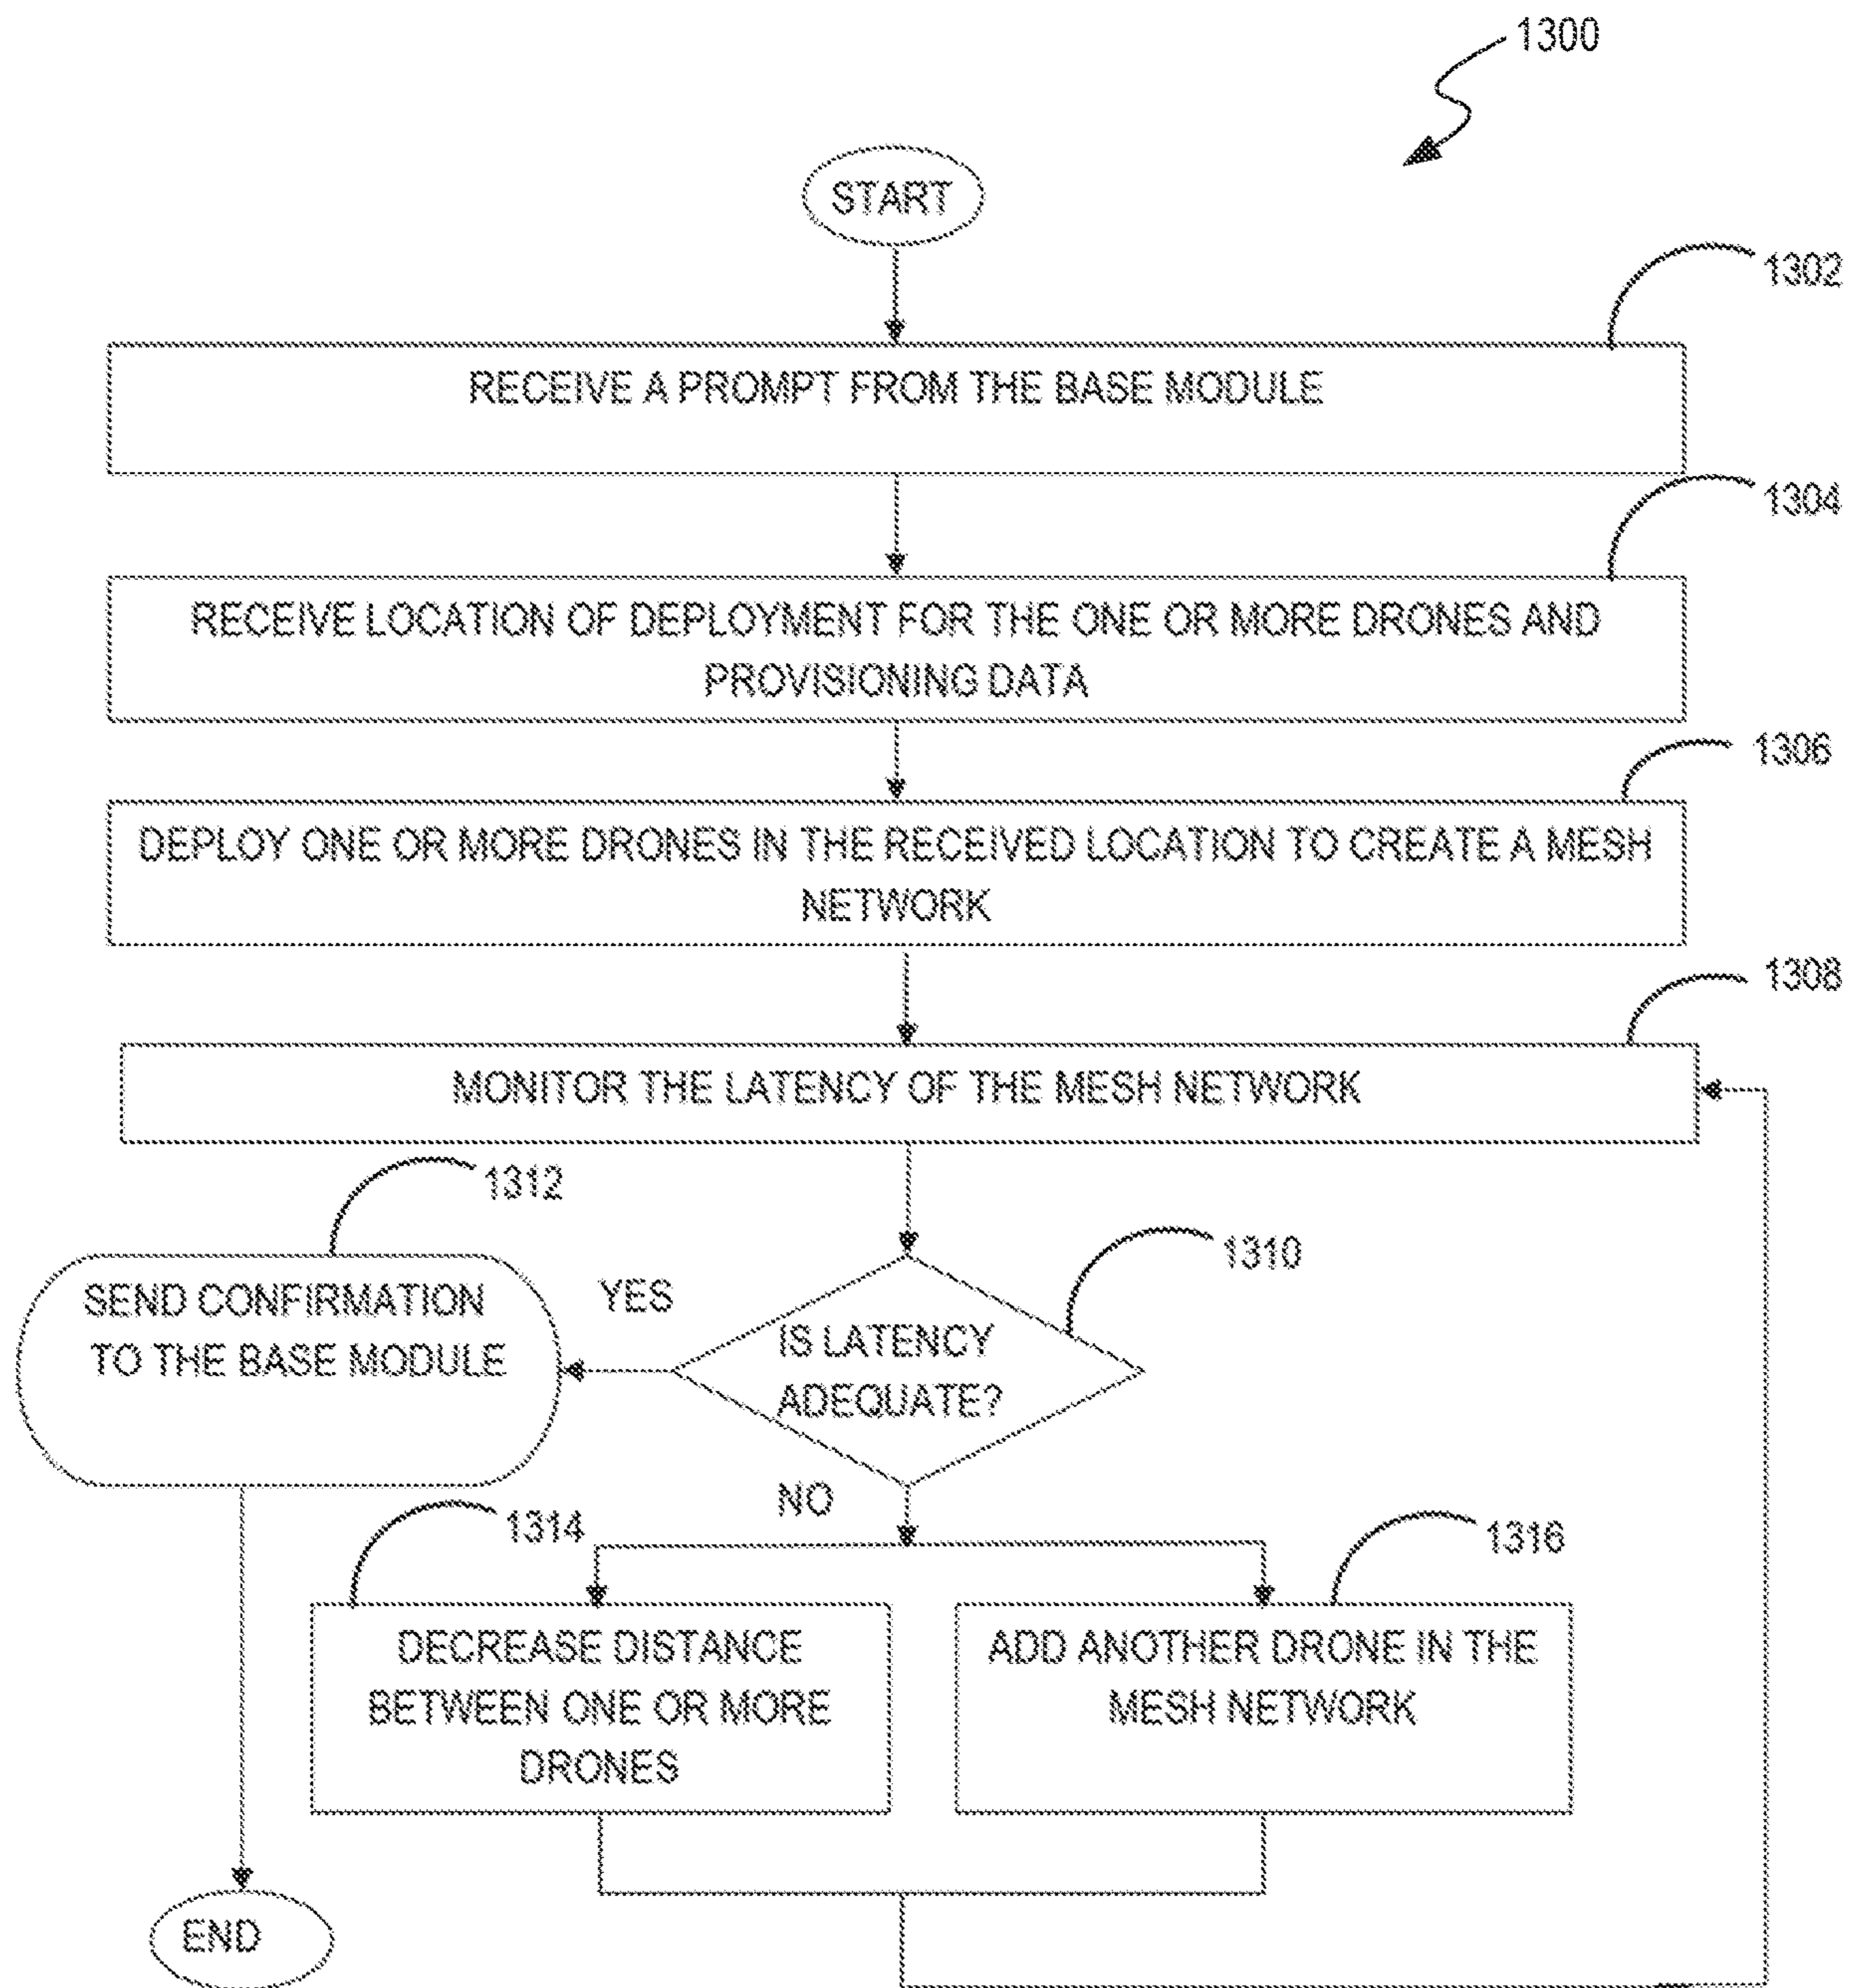 1300
START
1302
RECEIVE A PROMPT FROM THE BASE MODULE
1304
RECEIVE LOCATION OF DEPLOYMENT FOR THE ONE OR MORE DRONES AND
PROVISIONING DATA
1306
DEPLOY ONE OR MORE DRONES IN THE RECEIVED LOCATION TO CREATE A MESH
NETWORK
1308
MONITOR THE LATENCY OF THE MESH NETWORK
1312
1310
SEND CONFIRMATION
TO THE BASE MODULE
YES
IS LATENCY
ADEQUATE?
NO
1314
1316
DECREASE DISTANCE
BETWEEN ONE OR MORE
DRONES
ADD ANOTHER DRONE IN THE
MESH NETWORK
END